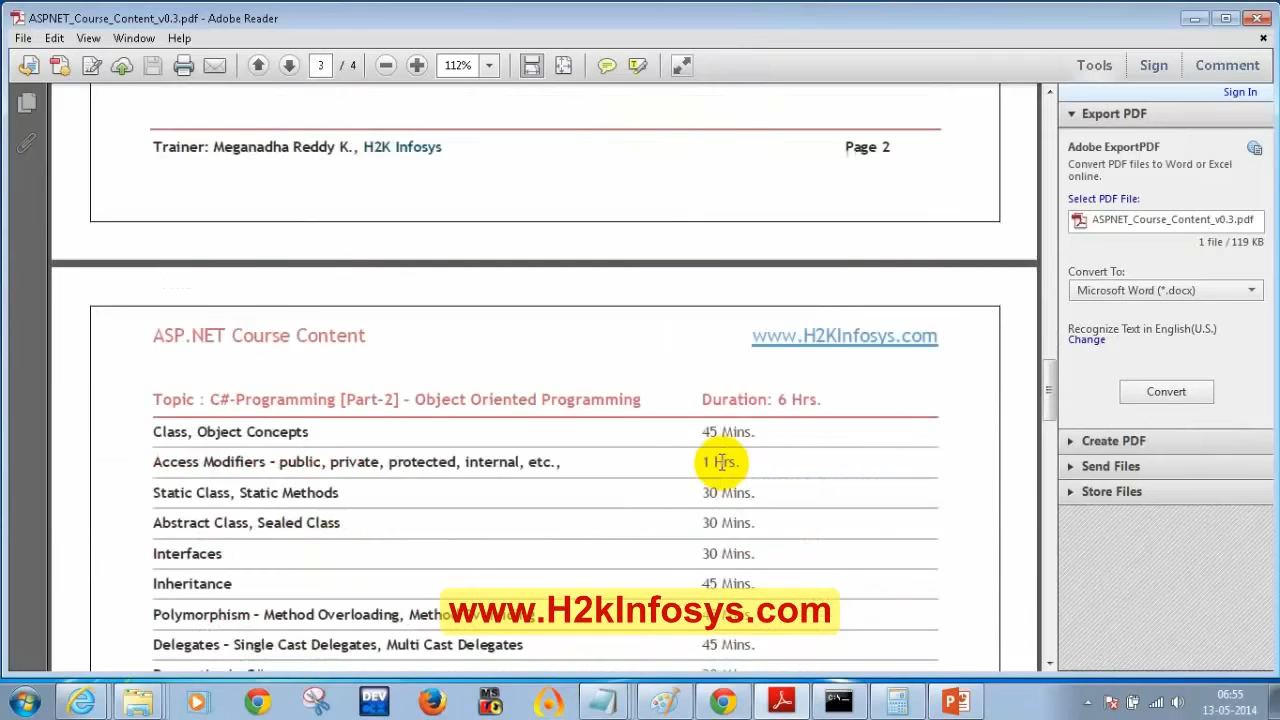 ASPNET_Course_Content_v0.3.pdf - Adobe Reader
File Edit View Window Help
3 / 4 112% Tools Sign Comment
Sign In
Export PDF
Adobe ExportPDF
Convert PDF files to Word or Excel
online.
Select PDF File:
ASPNET_Course_Content_v0.3.pdf
1 file / 119 KB
Convert To:
Microsoft Word (*.docx)
Recognize Text in English(U.S.)
Change
Convert
Create PDF
Send Files
Store Files
Trainer: Meganadha Reddy K., H2K Infosys Page 2
ASP.NET Course Content www.H2KInfosys.com
Topic : C#-Programming [Part-2] - Object Oriented Programming Duration: 6 Hrs.
Class, Object Concepts 45 Mins.
Access Modifiers - public, private, protected, internal, etc., 1 Hrs.
Static Class, Static Methods 30 Mins.
Abstract Class, Sealed Class 30 Mins.
Interfaces 30 Mins.
Inheritance 45 Mins.
Polymorphism - Method Overloading,
www.H2kInfosys.com
Delegates - Single Cast Delegates, Multi Cast Delegates 45 Mins.
DEV
MS
06:55
13-05-2014